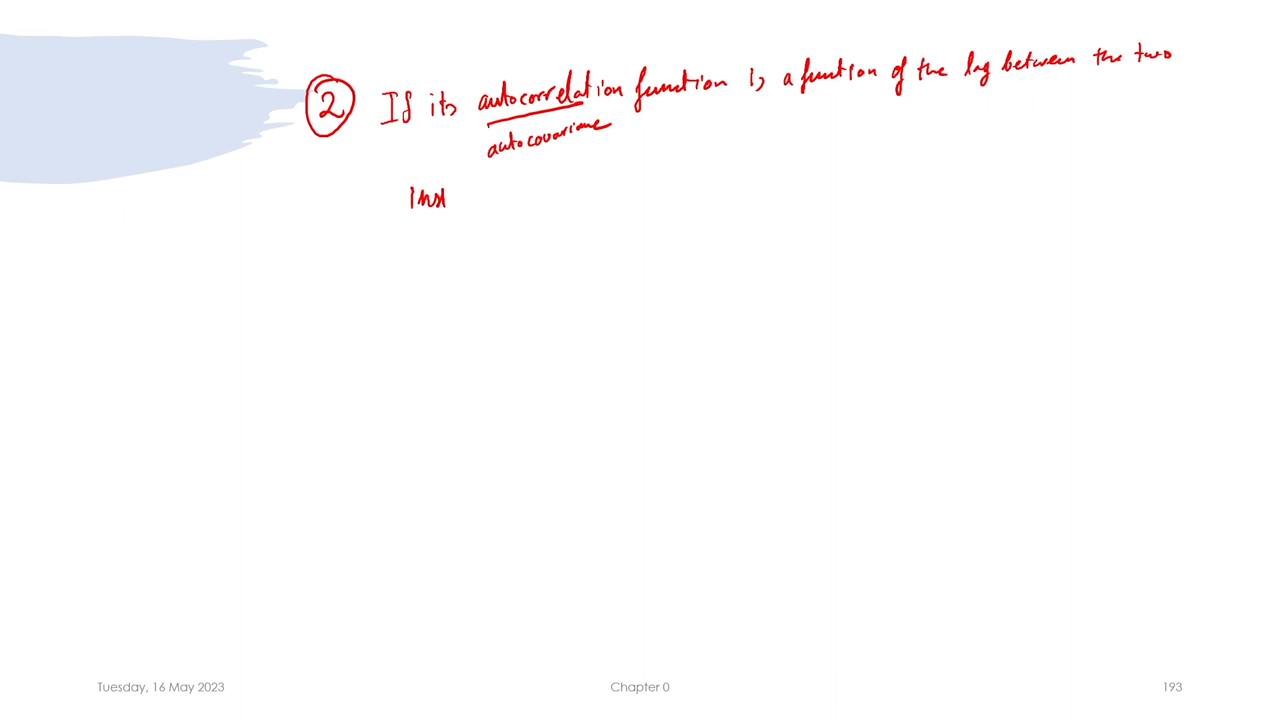 ② If its autocorrelation function is a function of the lag between the two
autocovariance
Inst
Tuesday, 16 May 2023 Chapter 0 193